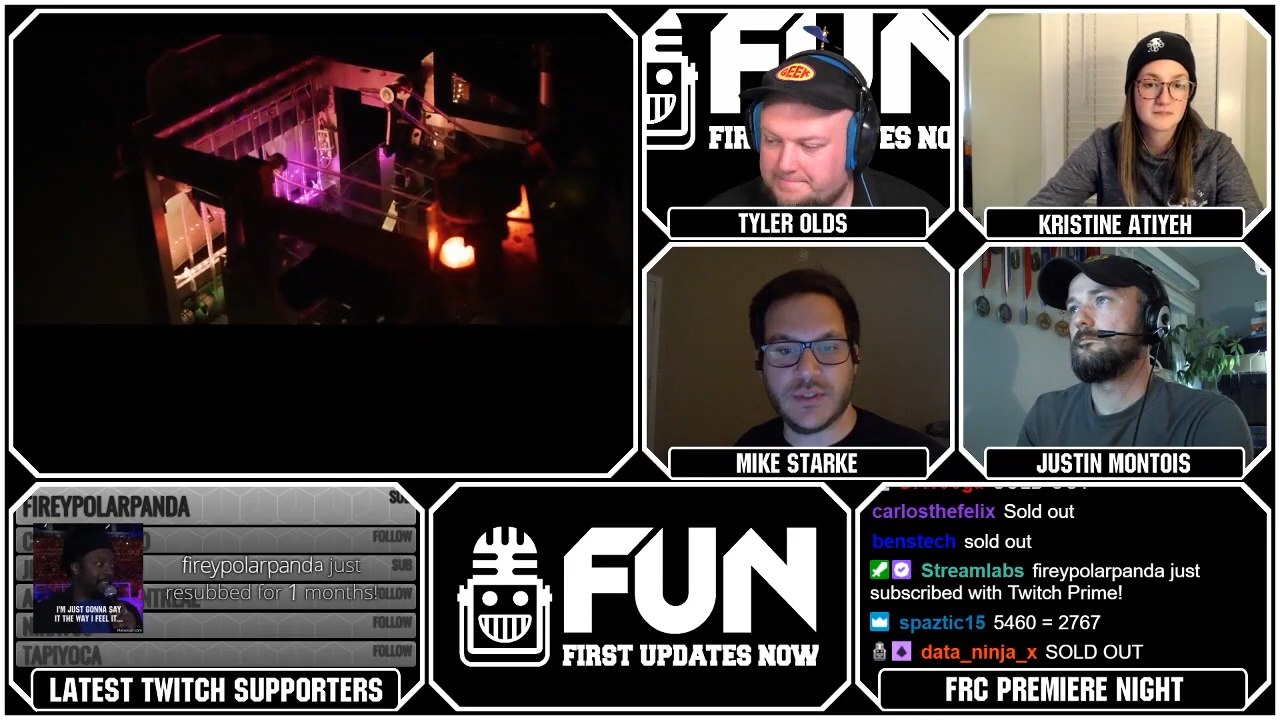 FUN
FIRST UPDATES NOW
GEEK
TYLER OLDS
KRISTINE ATIYEH
MIKE STARKE
JUSTIN MONTOIS
FIREYPOLARPANDA
FOLLOW
SUB
FOLLOW
FOLLOW
TAPIYOCA
FOLLOW
fireypolarpanda just
resubbed for 1 months!
I'M JUST GONNA SAY
IT THE WAY I FEEL IT...
LATEST TWITCH SUPPORTERS
FUN
FIRST UPDATES NOW
carlosthefelix Sold out
benstech sold out
Streamlabs fireypolarpanda just
subscribed with Twitch Prime!
spaztic15 5460 = 2767
data_ninja_x SOLD OUT
FRC PREMIERE NIGHT